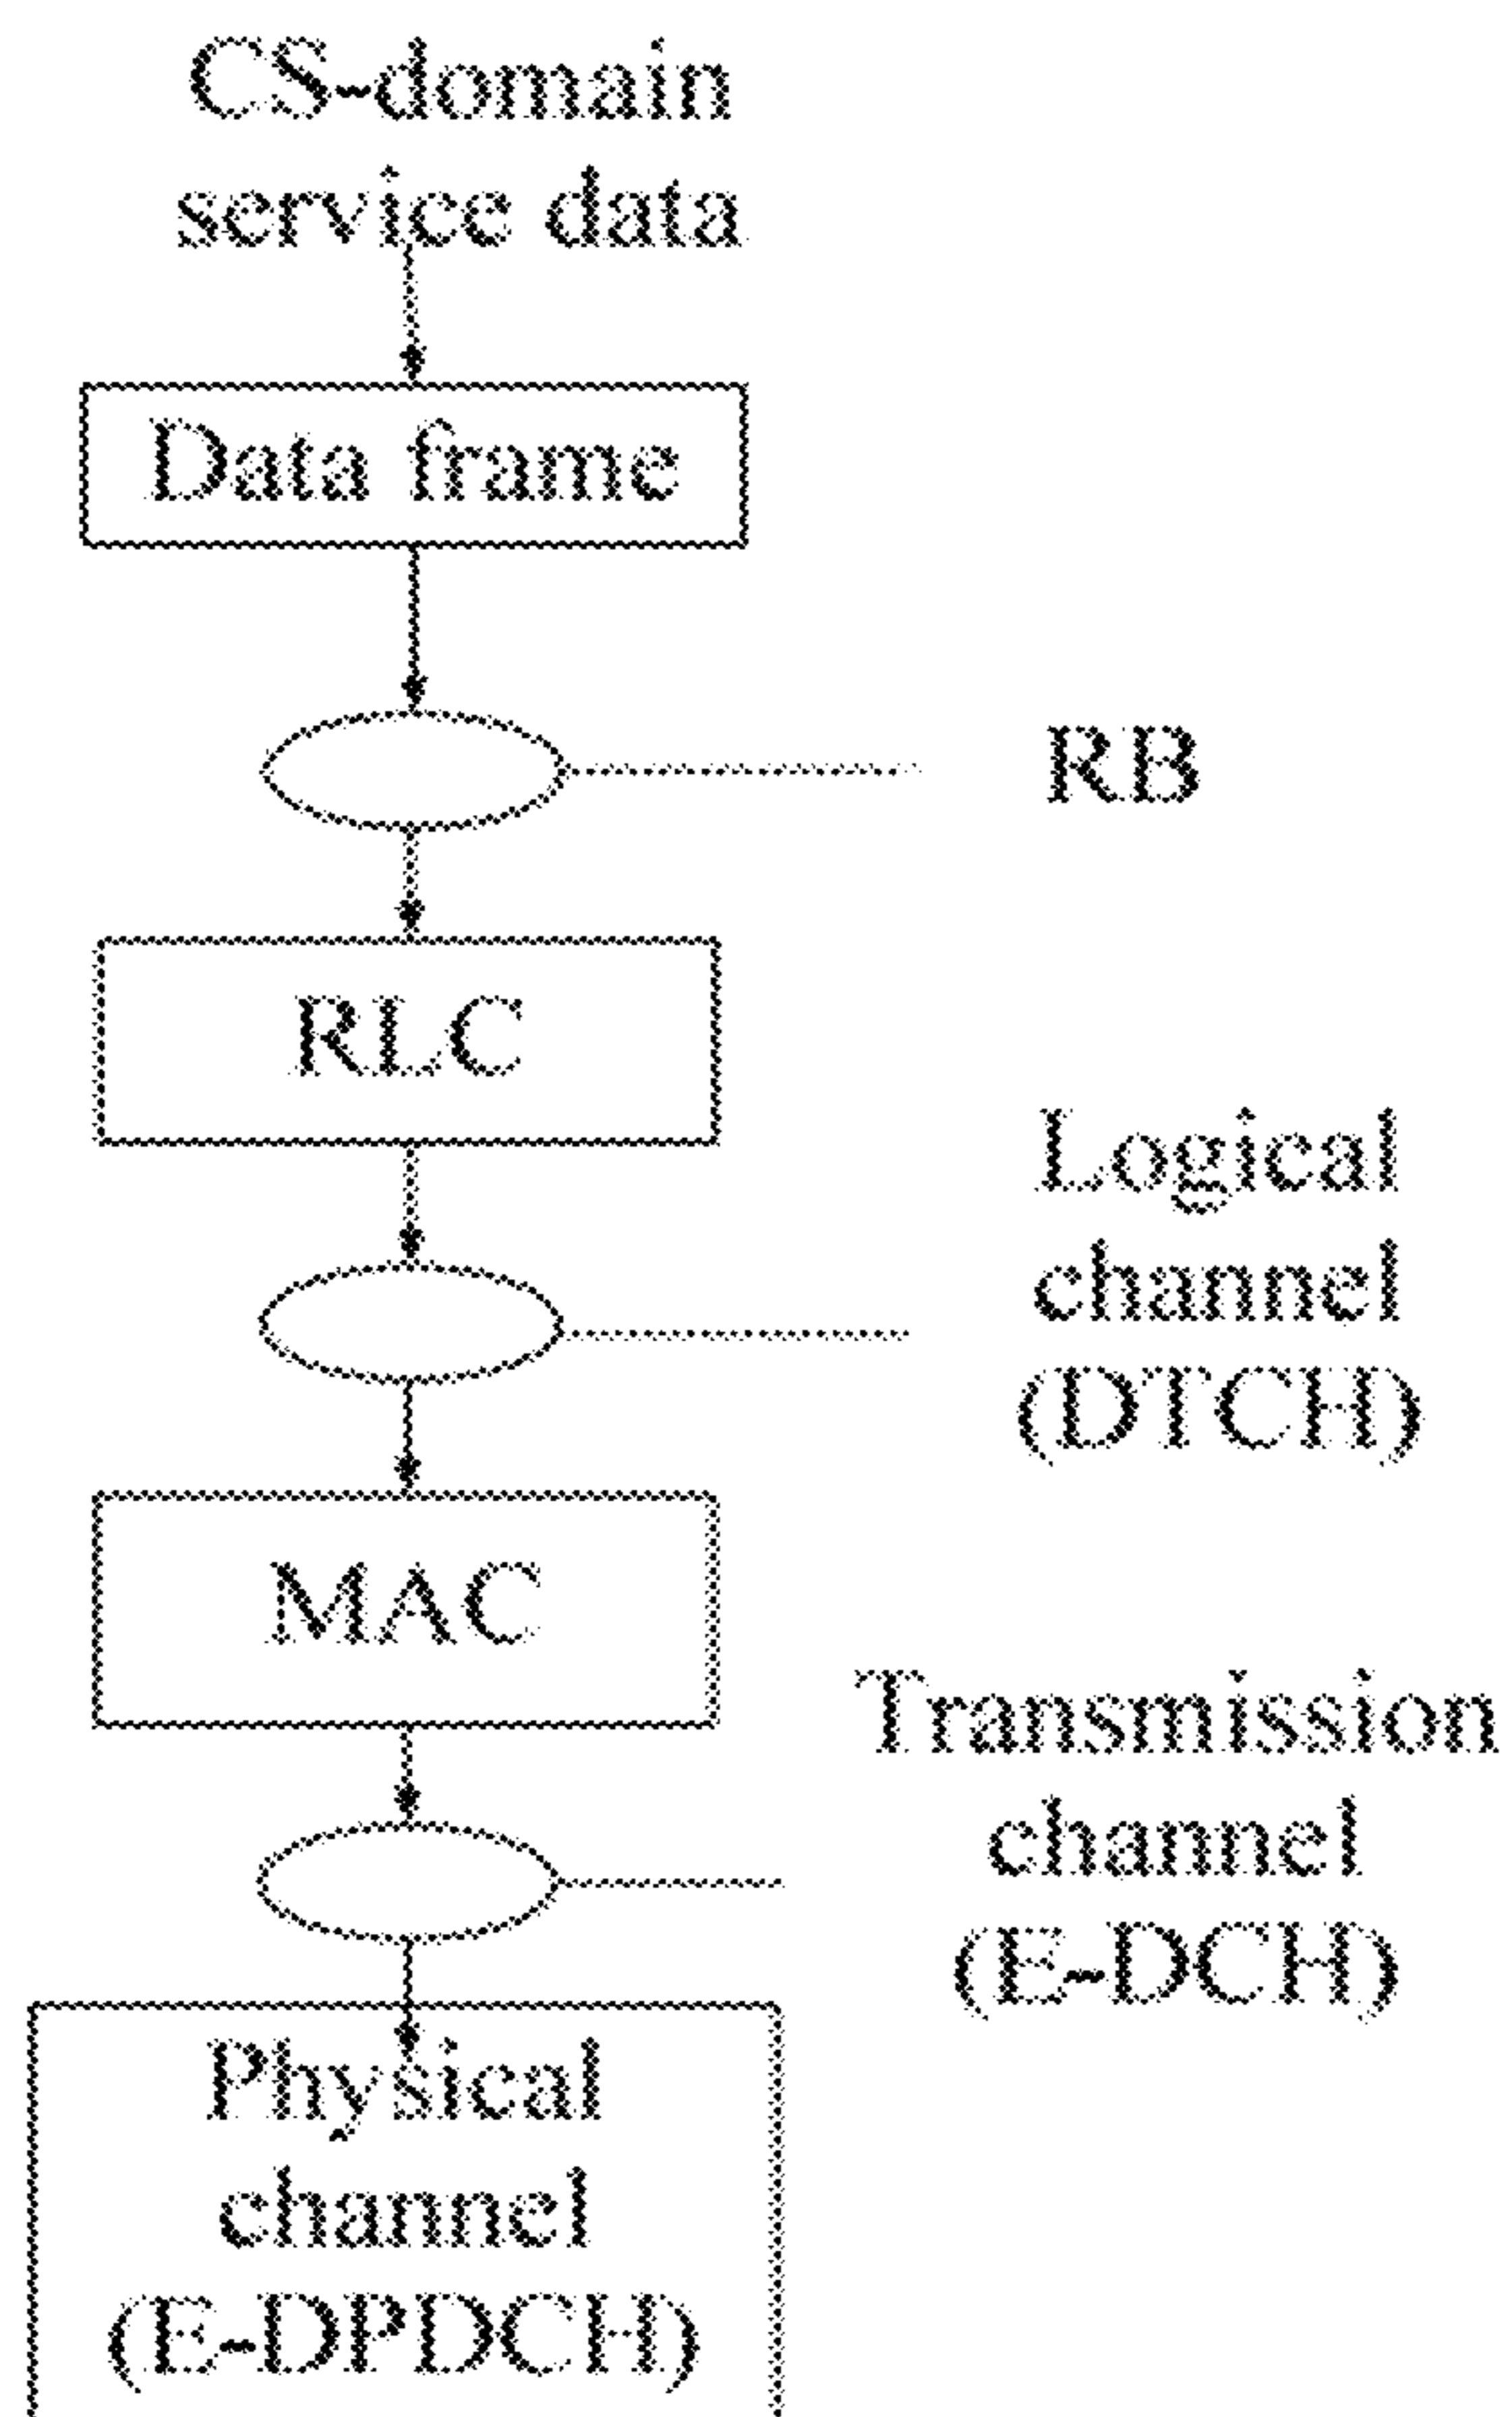 CS-domain
service data
Data frame
RB
RLC
Logical
channel
(DTCH)
MAC
Transmission
channel
(E-DCH)
Physical
channel
(E-DPDCH)